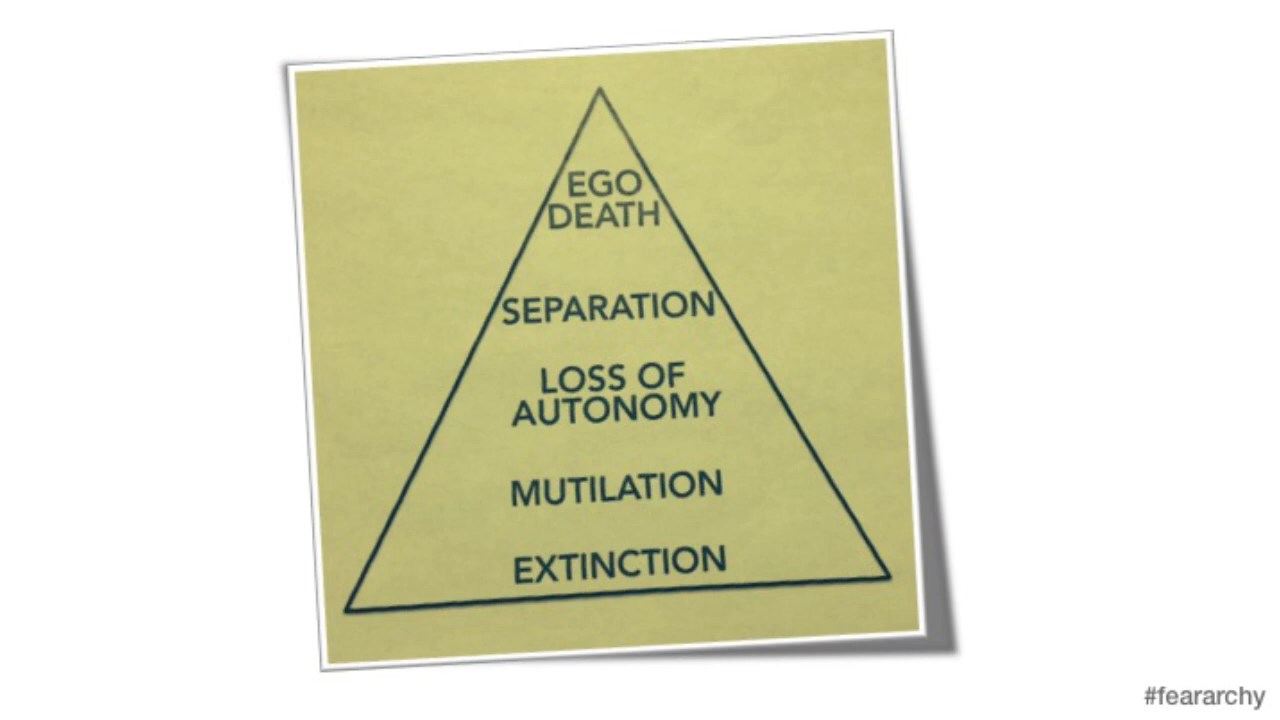 EGO
DEATH
SEPARATION
LOSS OF
AUTONOMY
MUTILATION
EXTINCTION
#feararchy